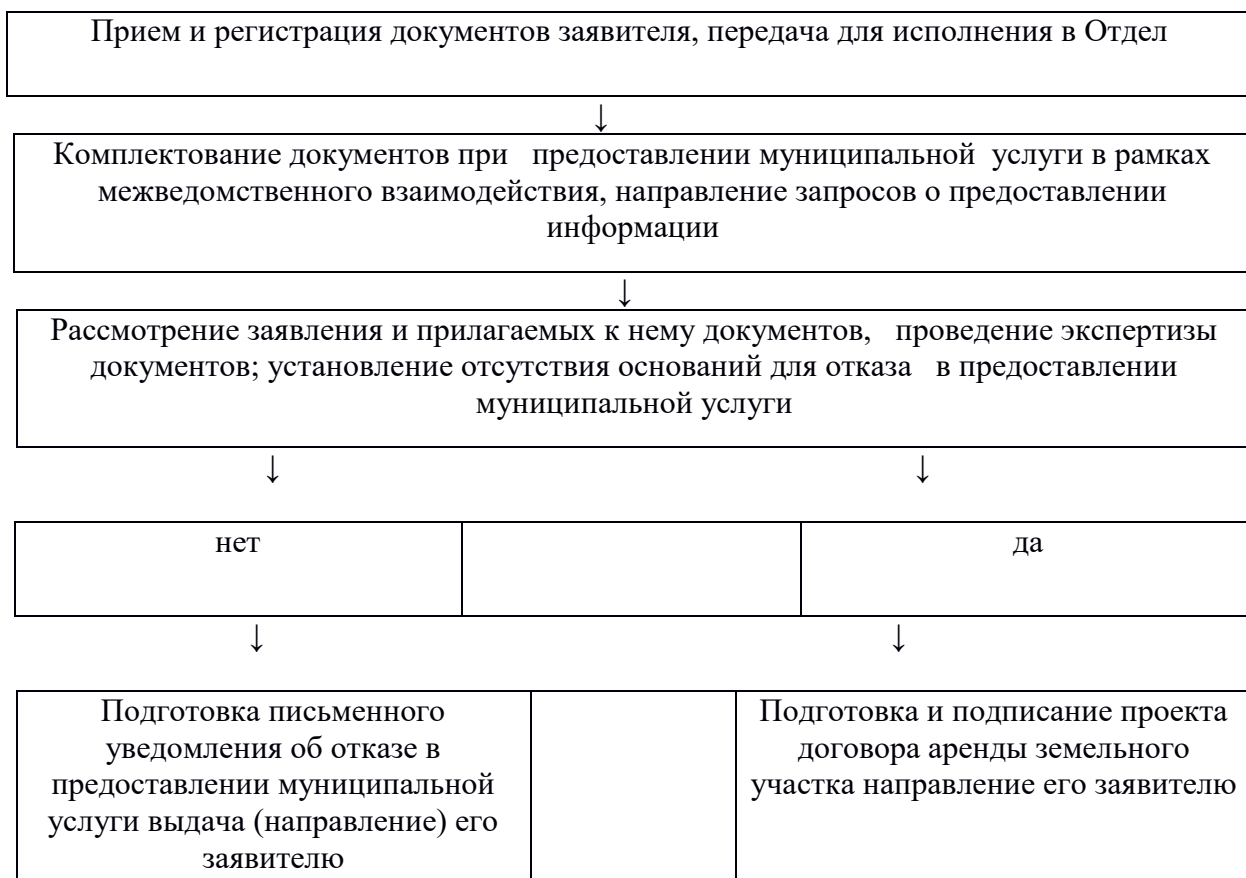 Прием и регистрация документов заявителя, передача для исполнения в Отдел
↓
Комплектование документов при предоставлении муниципальной услуги в рамках
межведомственного взаимодействия, направление запросов о предоставлении
информации
↓
Рассмотрение заявления и прилагаемых к нему документов, проведение экспертизы
документов; установление отсутствия оснований для отказа в предоставлении
муниципальной услуги
↓ ↓
нет
да
↓ ↓
Подготовка письменного
уведомления об отказе в
предоставлении муниципальной
услуги выдача (направление) его
заявителю
Подготовка и подписание проекта
договора аренды земельного
участка направление его заявителю